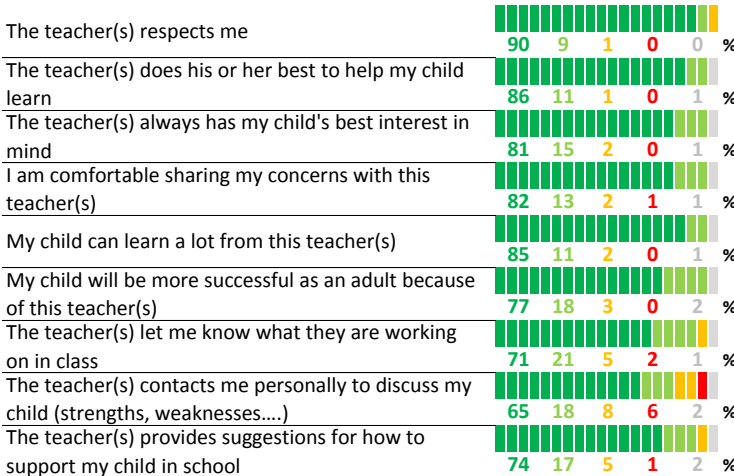 The teacher(s) respects me
90 9 1 0 0 %
The teacher(s) does his or her best to help my child
learn
86 11 1 0 1 %
The teacher(s) always has my child's best interest in
mind
81 15 2 0 1 %
I am comfortable sharing my concerns with this
teacher(s)
82 13 2 1 1 %
My child can learn a lot from this teacher(s)
85 11 2 0 1 %
My child will be more successful as an adult because
of this teacher(s)
77 18 3 0 2 %
The teacher(s) let me know what they are working
on in class
71 21 5 2 1 %
The teacher(s) contacts me personally to discuss my
child (strengths, weaknesses....)
65 18 8 6 2 %
The teacher(s) provides suggestions for how to
support my child in school
74 17 5 1 2 %